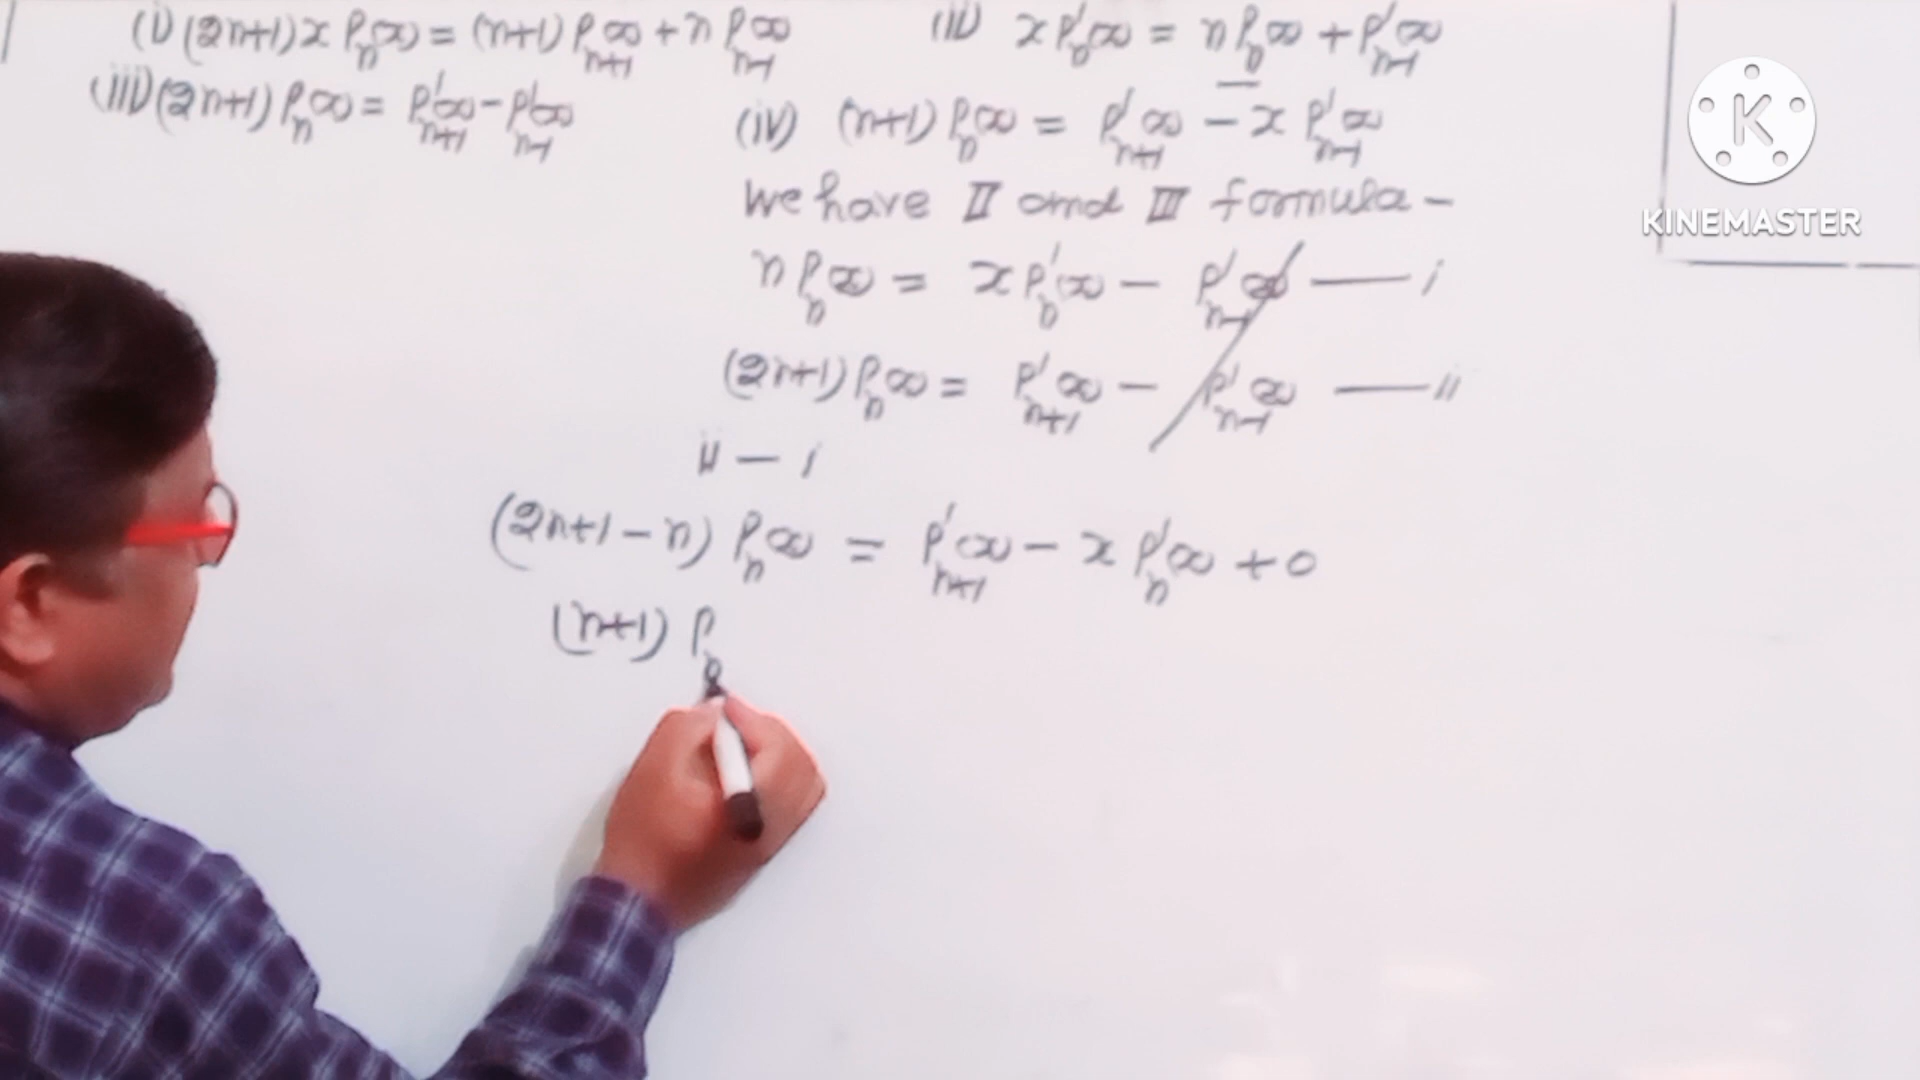 (i) (2n+1) x Pₙ(x) = (n+1) Pₙ₊₁(x) + n Pₙ₋₁(x)
(ii) x P'ₙ(x) = n Pₙ(x) + P'ₙ₋₁(x)
(iii) (2n+1) Pₙ(x) = P'ₙ₊₁(x) - P'ₙ₋₁(x)
(iv) (n+1) Pₙ(x) = P'ₙ₊₁(x) - x P'ₙ₋₁(x)
We have II and III formula -
n Pₙ(x) = x P'ₙ(x) - P'ₙ₋₁(x) — i
(2n+1) Pₙ(x) = P'ₙ₊₁(x) - P'ₙ₋₁(x) — ii
ii - i
(2n+1-n) Pₙ(x) = P'ₙ₊₁(x) - x P'ₙ(x) + 0
(n+1) Pₙ
K
KINEMASTER